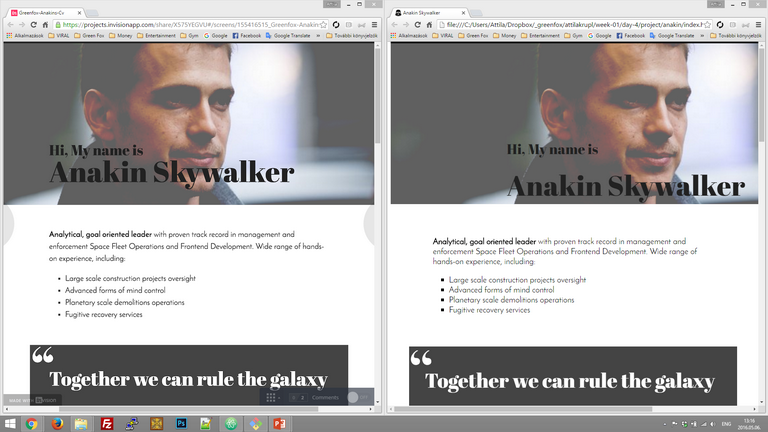 Greenfox-Anakiro-Cv
https://projects.invisionapp.com/share/X575YEGVU#/screens/155416515_Greenfox-Anakin-
Alkalmazások VIRAL Green Fox Money Entertainment Gym Google Facebook Google Translate » További könyvjelzők
Hi, My name is
Anakin Skywalker
Analytical, goal oriented leader with proven track record in management and
enforcement Space Fleet Operations and Frontend Development. Wide range of hands-
on experience, including:
• Large scale construction projects oversight
• Advanced forms of mind control
• Planetary scale demolitions operations
• Fugitive recovery services
“
Together we can rule the galaxy
MADE WITH invision
Comments
Anakin Skywalker
file:///C:/Users/Attila/Dropbox/_greenfox/attilakrupl/week-01/day-4/project/anakin/index.h
Alkalmazások VIRAL Green Fox Money Entertainment Gym Google Facebook Google Translate » További könyvjelzők
Hi, My name is
Anakin Skywalker
Analytical, goal oriented leader with proven track record in management and
enforcement Space Fleet Operations and Frontend Development. Wide range of
hands-on experience, including:
▪ Large scale construction projects oversight
▪ Advanced forms of mind control
▪ Planetary scale demolitions operations
▪ Fugitive recovery services
“
Together we can rule the galaxy
ENG
13:16
2016.05.06.